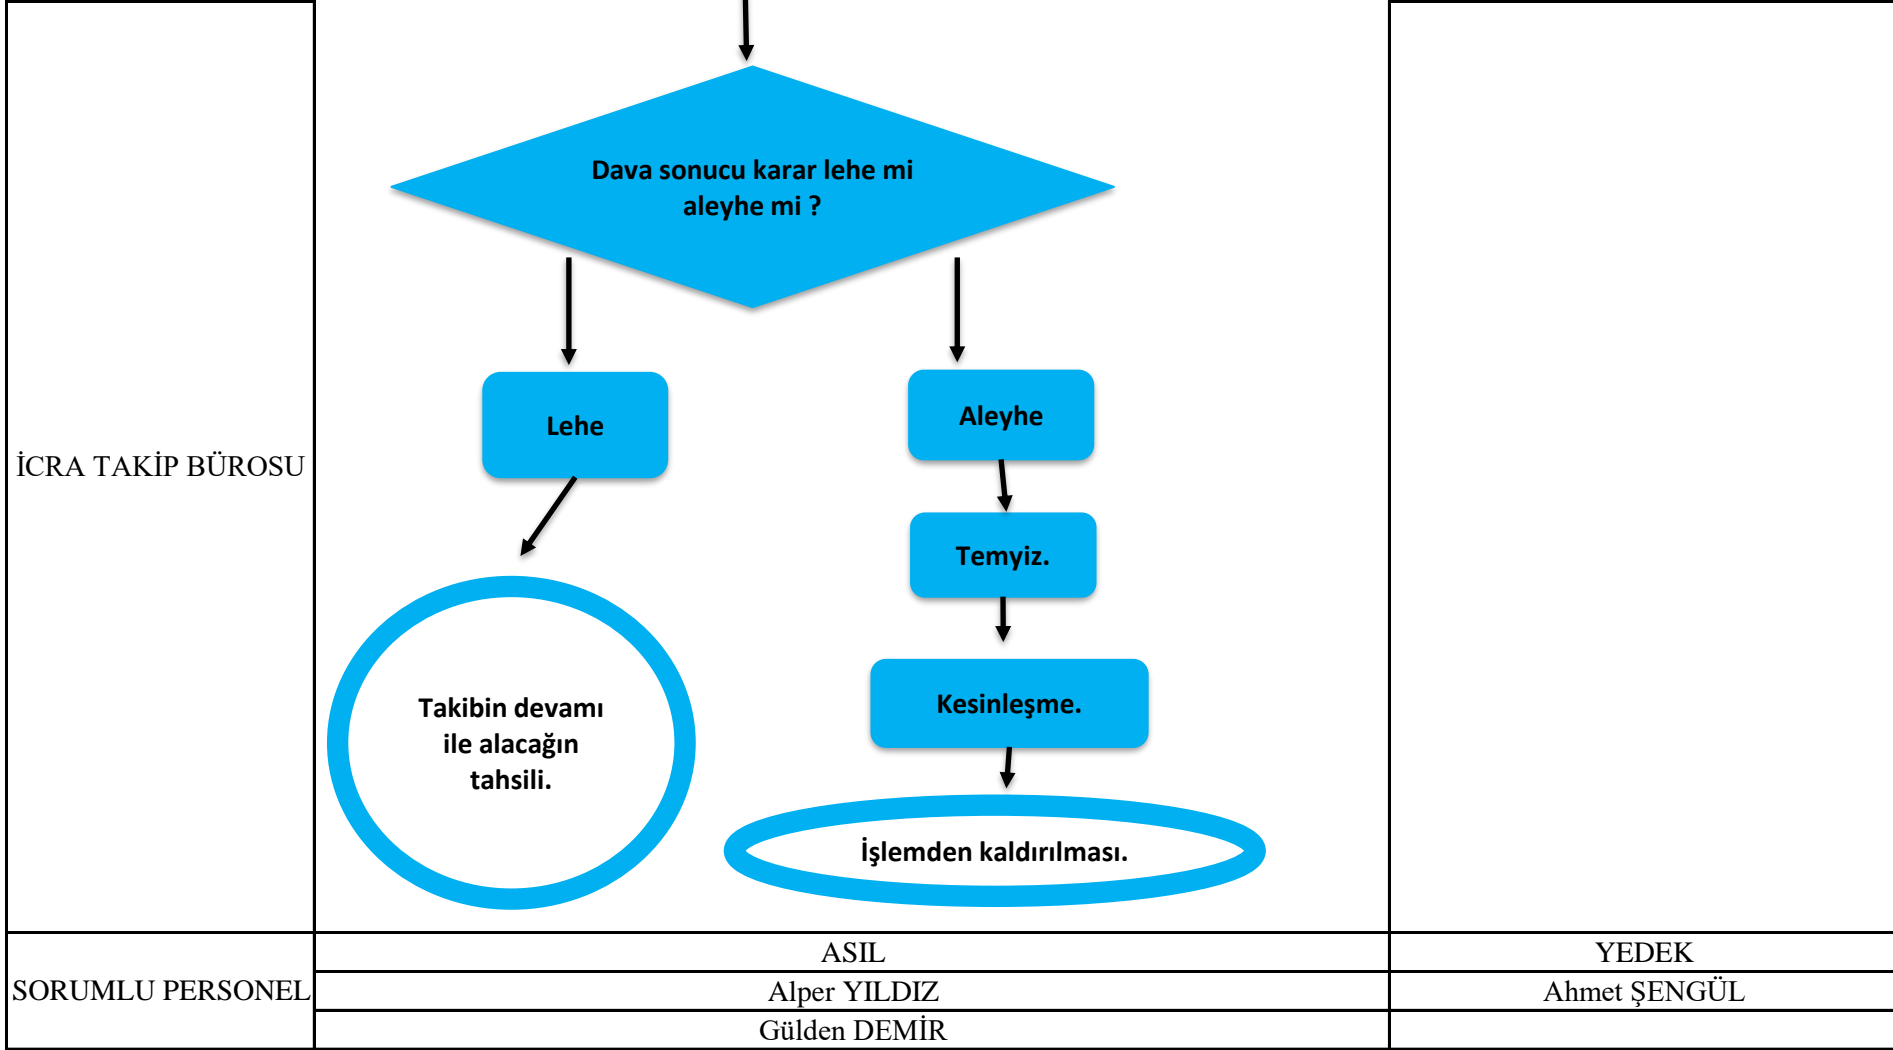 Dava sonucu karar lehe mi
aleyhe mi ?
Lehe
Aleyhe
İCRA TAKİP BÜROSU
Temyiz.
Takibin devamı
ile alacağın
tahsili.
Kesinleşme.
İşlemden kaldırılması.
SORUMLU PERSONEL
ASIL
YEDEK
Alper YILDIZ
Ahmet ŞENGÜL
Gülden DEMİR